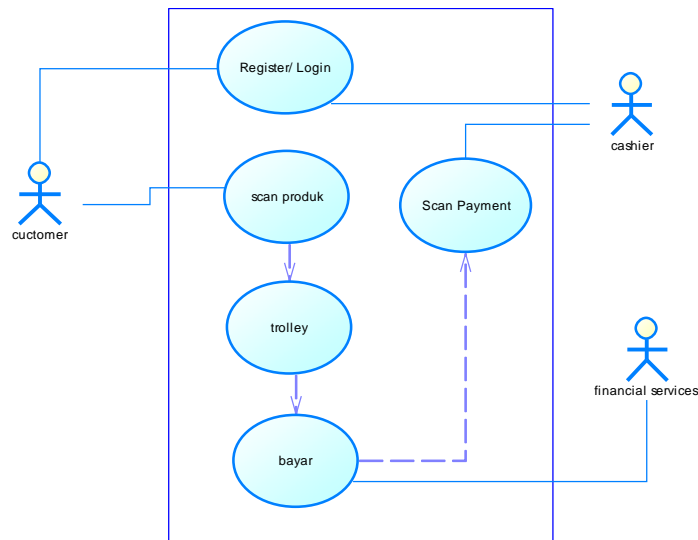 Register/ Login
cashier
scan produk
Scan Payment
cuctomer
trolley
financial services
bayar